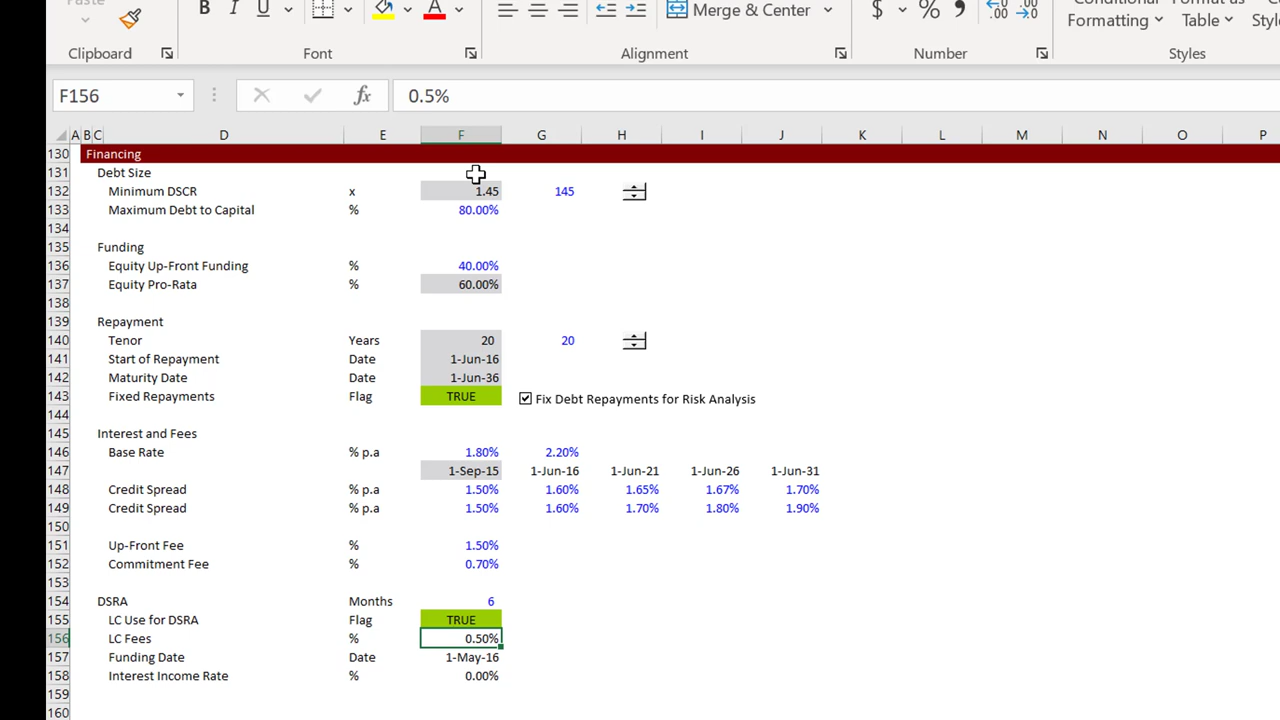 Paste
B I U A
Merge & Center
$ % , .00 .00
Conditional Format as
Formatting Table
Clipboard Font Alignment Number Styles
F156 fx 0.5%
A B C D E F G H I J K L M N O P
130 Financing
131 Debt Size
132 Minimum DSCR x 1.45 145
133 Maximum Debt to Capital % 80.00%
134
135 Funding
136 Equity Up-Front Funding % 40.00%
137 Equity Pro-Rata % 60.00%
138
139 Repayment
140 Tenor Years 20 20
141 Start of Repayment Date 1-Jun-16
142 Maturity Date Date 1-Jun-36
143 Fixed Repayments Flag TRUE Fix Debt Repayments for Risk Analysis
144
145 Interest and Fees
146 Base Rate % p.a 1.80% 2.20%
147 1-Sep-15 1-Jun-16 1-Jun-21 1-Jun-26 1-Jun-31
148 Credit Spread % p.a 1.50% 1.60% 1.65% 1.67% 1.70%
149 Credit Spread % p.a 1.50% 1.60% 1.70% 1.80% 1.90%
150
151 Up-Front Fee % 1.50%
152 Commitment Fee % 0.70%
153
154 DSRA Months 6
155 LC Use for DSRA Flag TRUE
156 LC Fees % 0.50%
157 Funding Date Date 1-May-16
158 Interest Income Rate % 0.00%
159
160